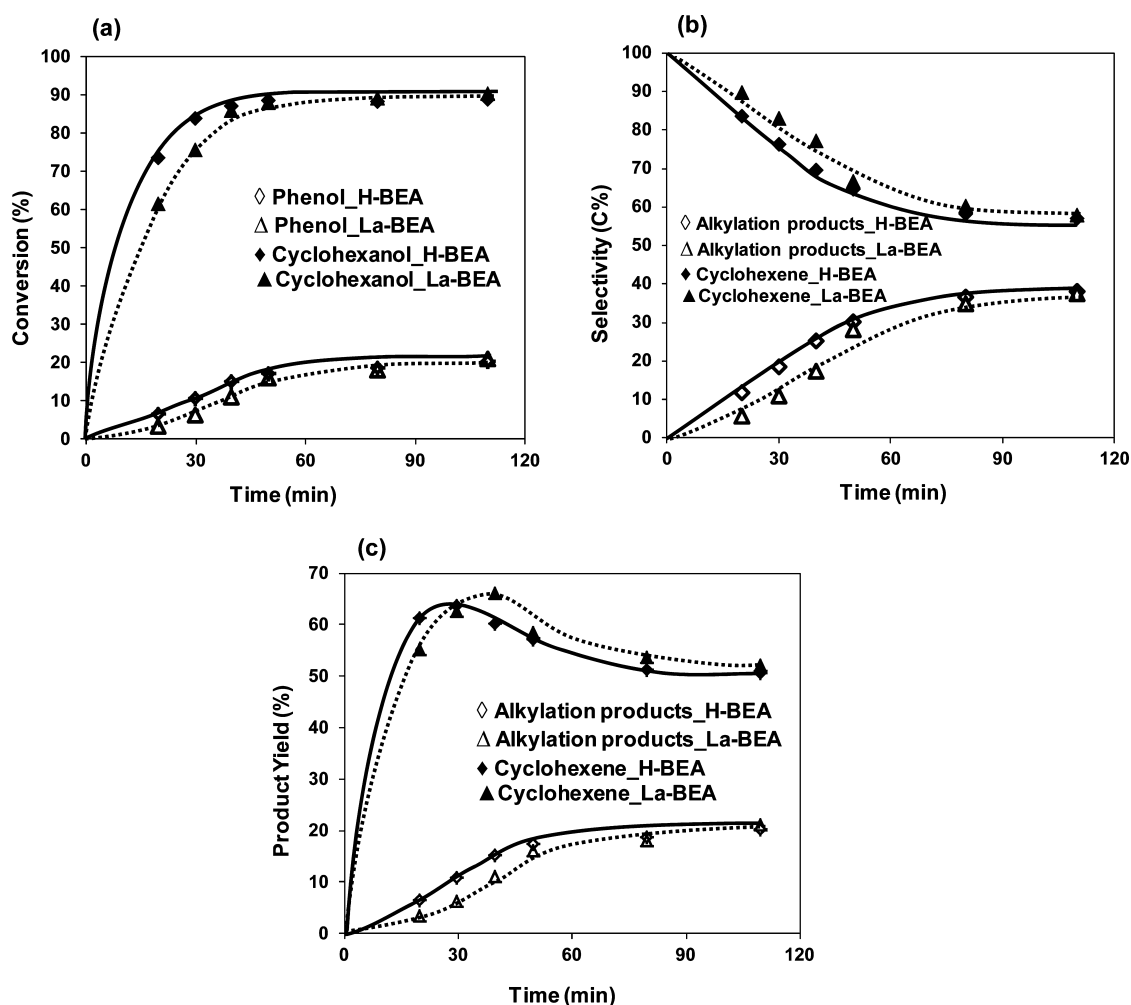 (a)
100
90
80
70
60
50
40
30
20
10
0
Conversion (%)
Phenol_H-BEA
Phenol_La-BEA
Cyclohexanol_H-BEA
Cyclohexanol_La-BEA
0 30 60 90 120
Time (min)
(b)
100
90
80
70
60
50
40
30
20
10
0
Selectivity (C%)
Alkylation products_H-BEA
Alkylation products_La-BEA
Cyclohexene_H-BEA
Cyclohexene_La-BEA
0 30 60 90 120
Time (min)
(c)
70
60
50
40
30
20
10
0
Product Yield (%)
Alkylation products_H-BEA
Alkylation products_La-BEA
Cyclohexene_H-BEA
Cyclohexene_La-BEA
0 30 60 90 120
Time (min)